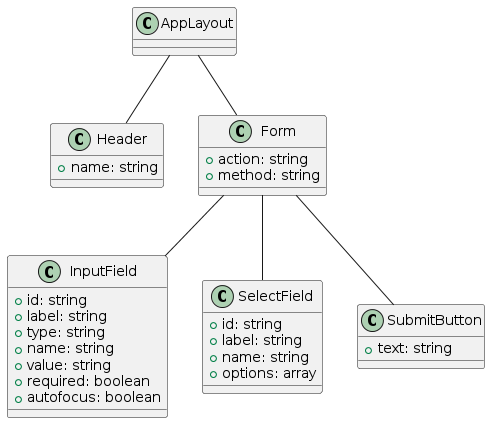 C AppLayout
C Header
+ name: string
C Form
+ action: string
+ method: string
C InputField
+ id: string
+ label: string
+ type: string
+ name: string
+ value: string
+ required: boolean
+ autofocus: boolean
C SelectField
+ id: string
+ label: string
+ name: string
+ options: array
C SubmitButton
+ text: string